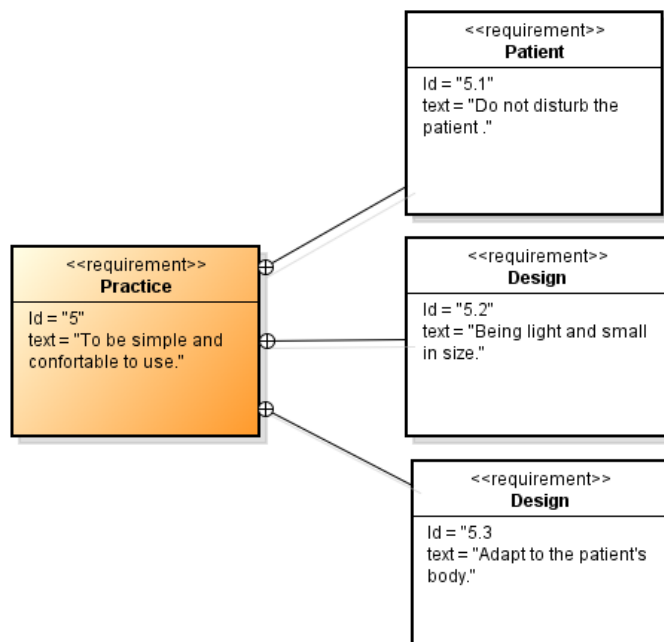 <<requirement>>
Patient
Id = "5.1"
text = "Do not disturb the
patient ."
<<requirement>>
Practice
Id = "5"
text = "To be simple and
confortable to use."
<<requirement>>
Design
Id = "5.2"
text = "Being light and small
in size."
<<requirement>>
Design
Id = "5.3
text = "Adapt to the patient's
body."